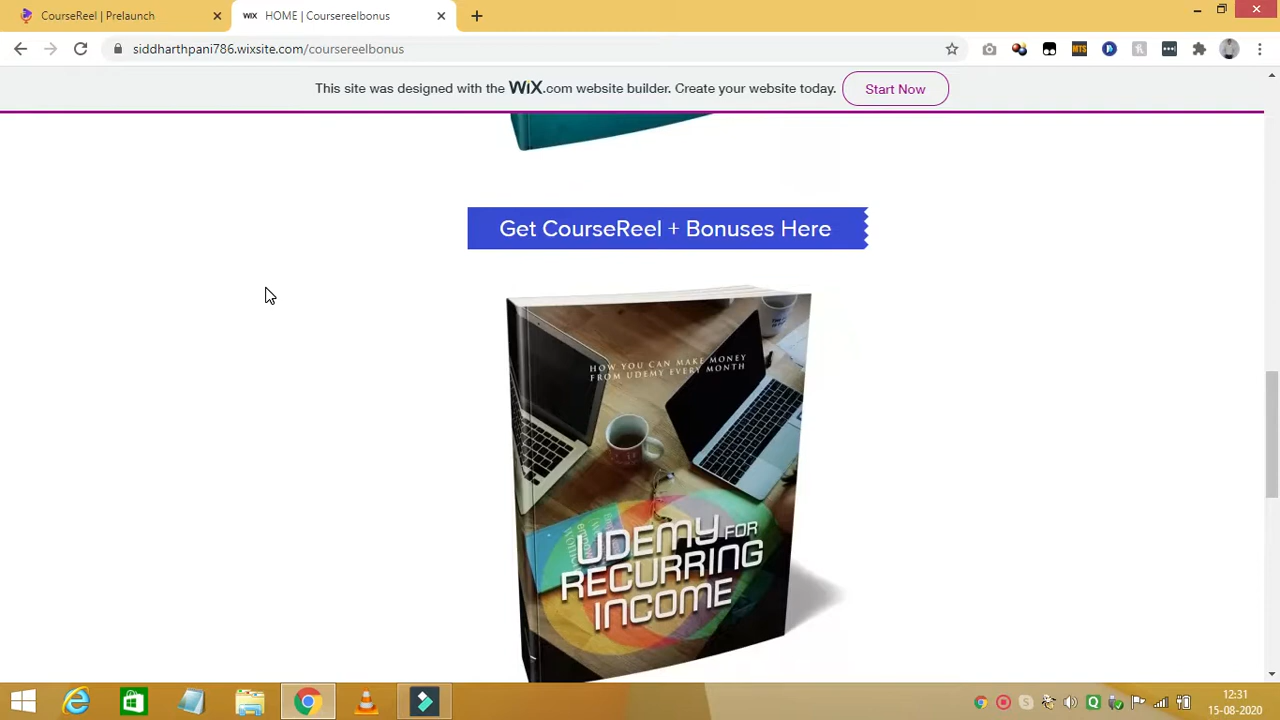 CourseReel | Prelaunch
WiX HOME | Coursereelbonus
siddharthpani786.wixsite.com/coursereelbonus
MTS
This site was designed with the WiX.com website builder. Create your website today.
Start Now
Get CourseReel + Bonuses Here
HOW YOU CAN MAKE MONEY
FROM UDEMY EVERY MONTH
UDEMY FOR
RECURRING
INCOME
12:31
15-08-2020